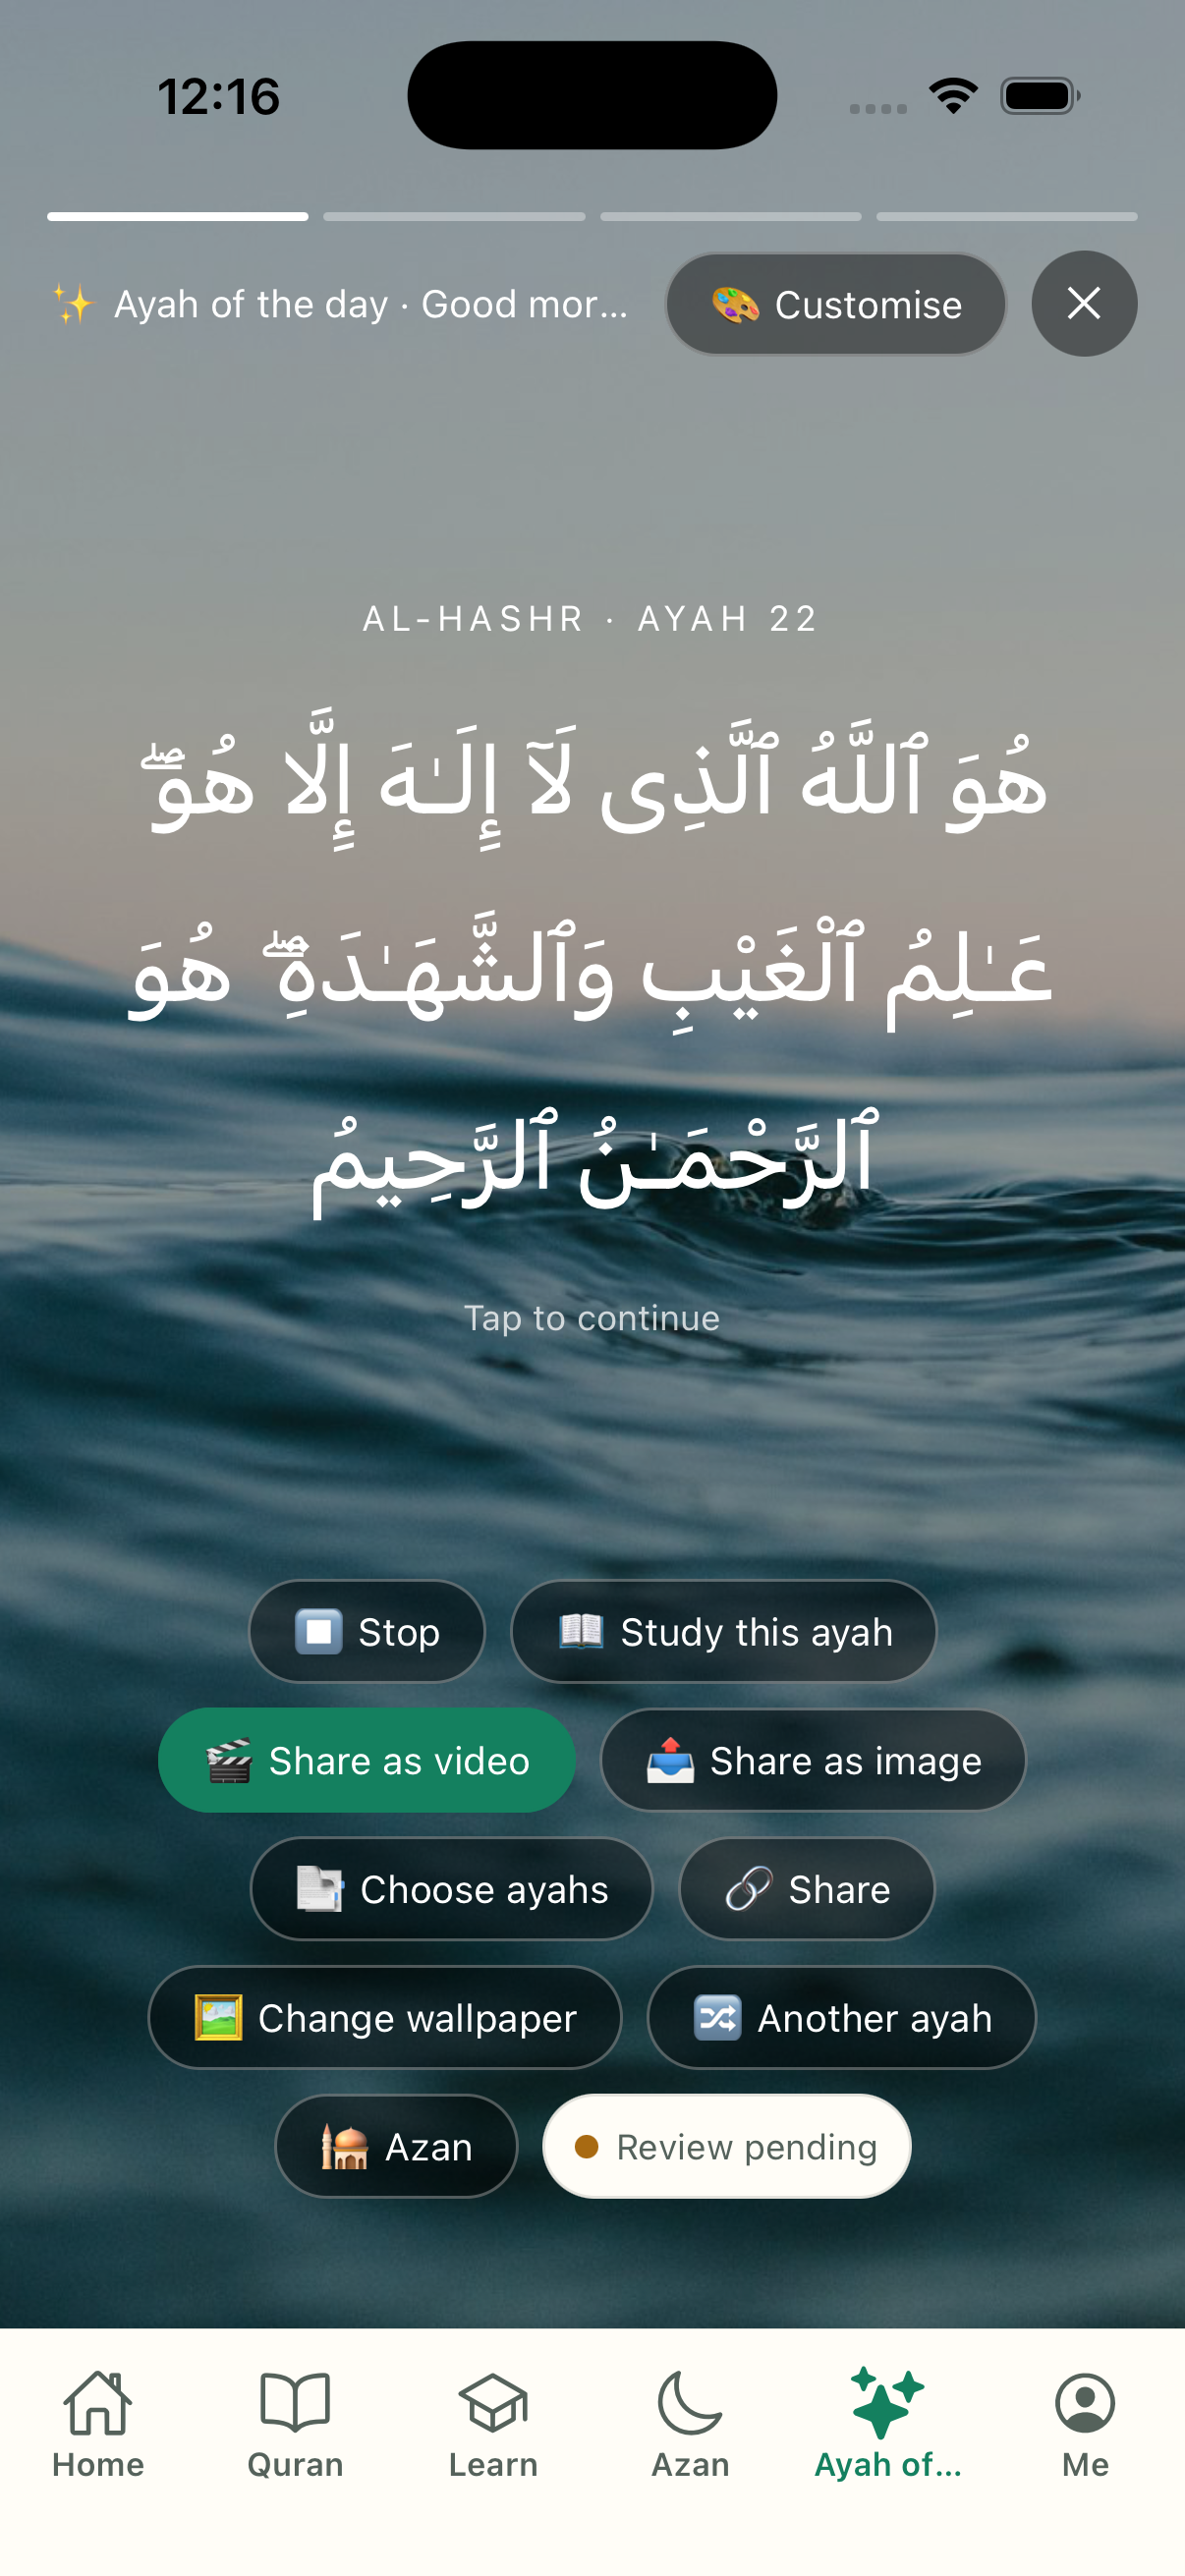 12:16
✨ Ayah of the day · Good mor...
🎨 Customise
AL-HASHR · AYAH 22
هُوَ ٱللَّهُ ٱلَّذِى لَآ إِلَـٰهَ إِلَّا هُوَ ۖ
عَـٰلِمُ ٱلْغَيْبِ وَٱلشَّهَـٰدَةِ ۖ هُوَ
ٱلرَّحْمَـٰنُ ٱلرَّحِيمُ
Tap to continue
⏹️ Stop
📖 Study this ayah
🎬 Share as video
📤 Share as image
📑 Choose ayahs
🔗 Share
🖼️ Change wallpaper
🔀 Another ayah
🕌 Azan
Review pending
Home
Quran
Learn
Azan
Ayah of...
Me